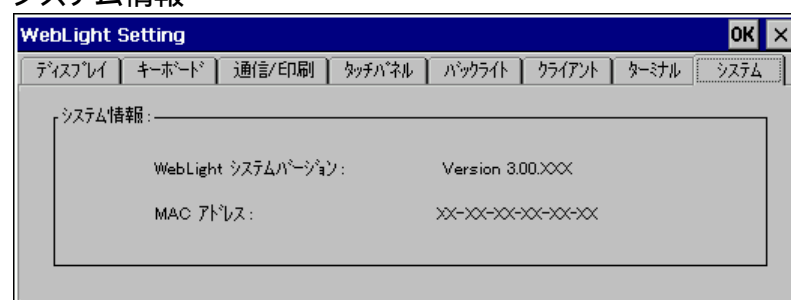 システム情報
WebLight Setting OK ×
ディスプレイ キーボード 通信/印刷 タッチパネル バックライト クライアント ターミナル システム
システム情報:
WebLight システムバージョン: Version 3.00.XXX
MAC アドレス: XX-XX-XX-XX-XX-XX